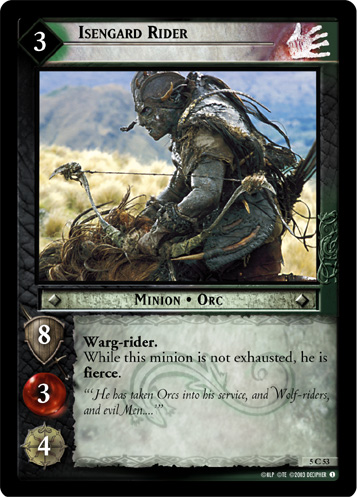 3
ISENGARD RIDER
MINION • ORC
8
Warg-rider.
While this minion is not exhausted, he is
fierce.
3
“‘He has taken Orcs into his service, and Wolf-riders,
and evil Men....’”
4
5 C 53
©NLP ©TE ©2003 DECIPHER